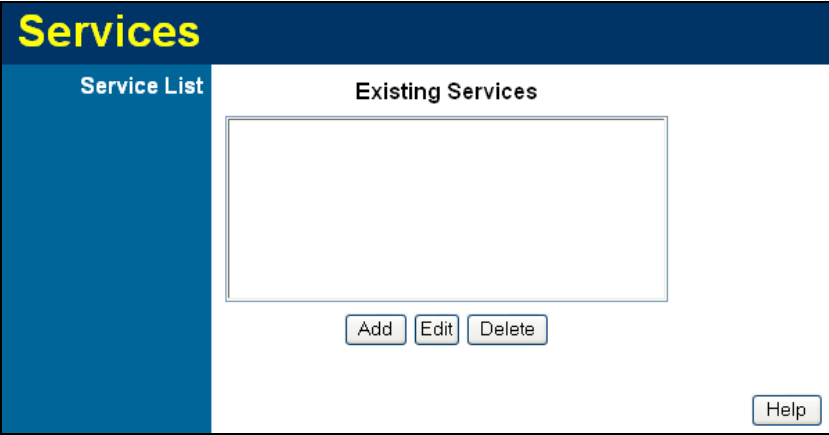 Services
Service List
Existing Services
Add Edit Delete
Help